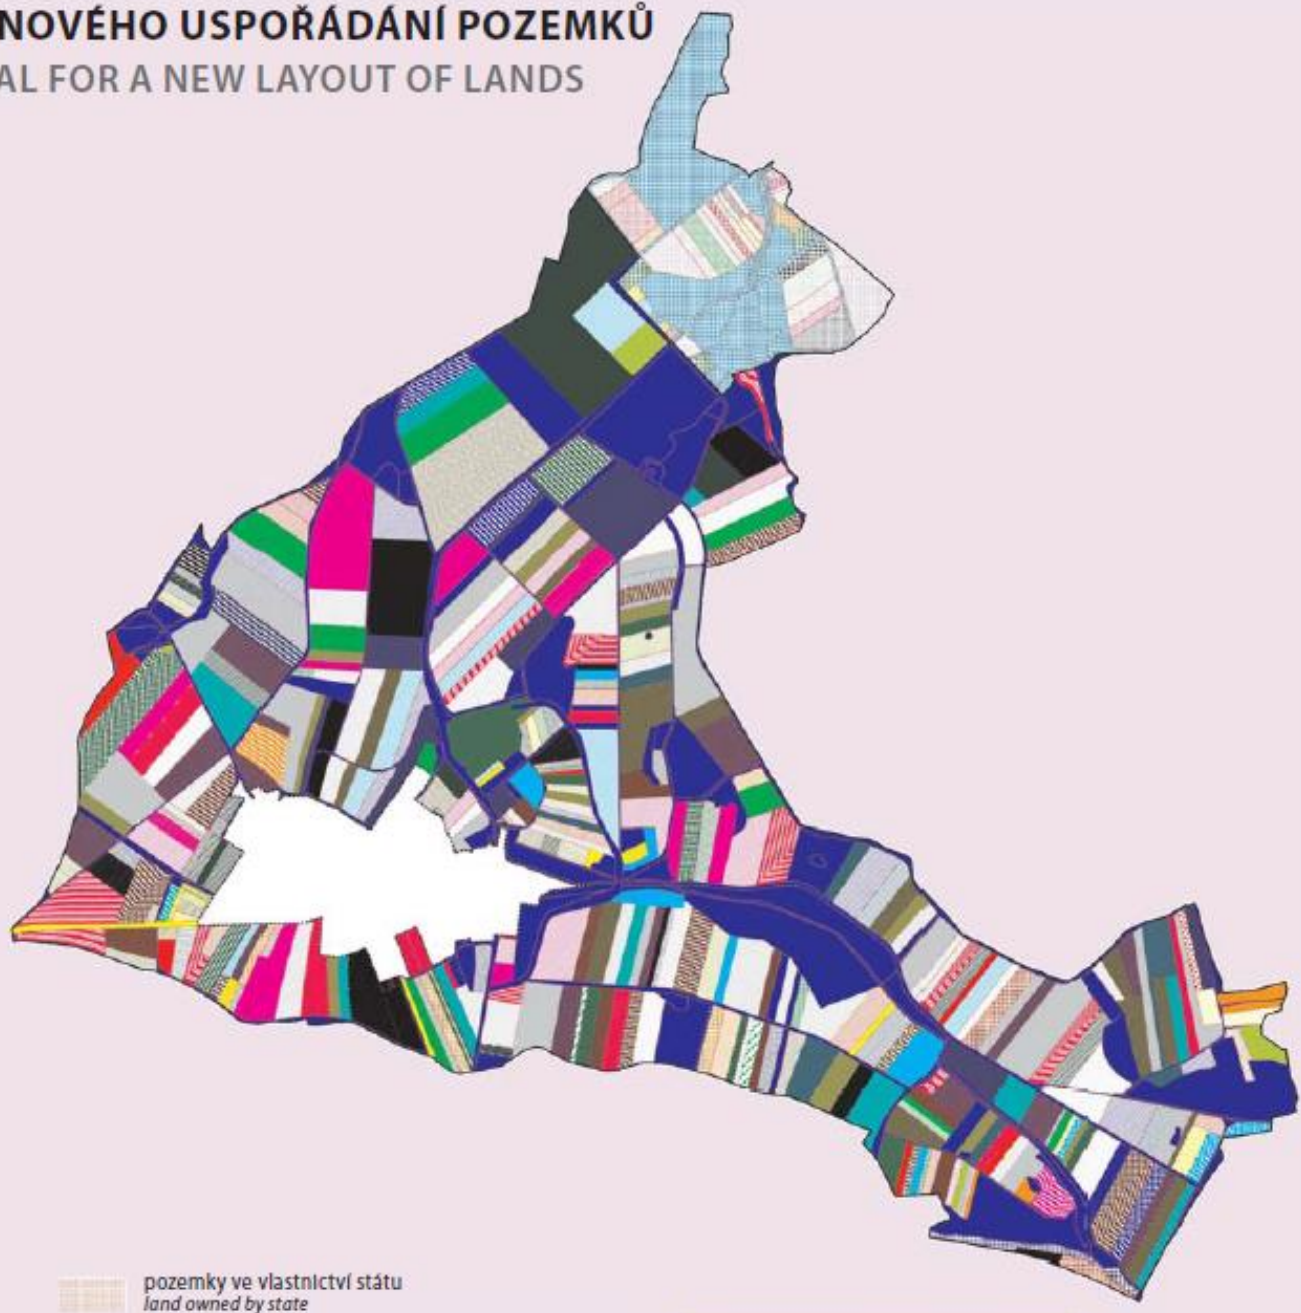 NOVÉHO USPOŘÁDÁNÍ POZEMKŮ
AL FOR A NEW LAYOUT OF LANDS
pozemky ve vlastnictví státu
land owned by state